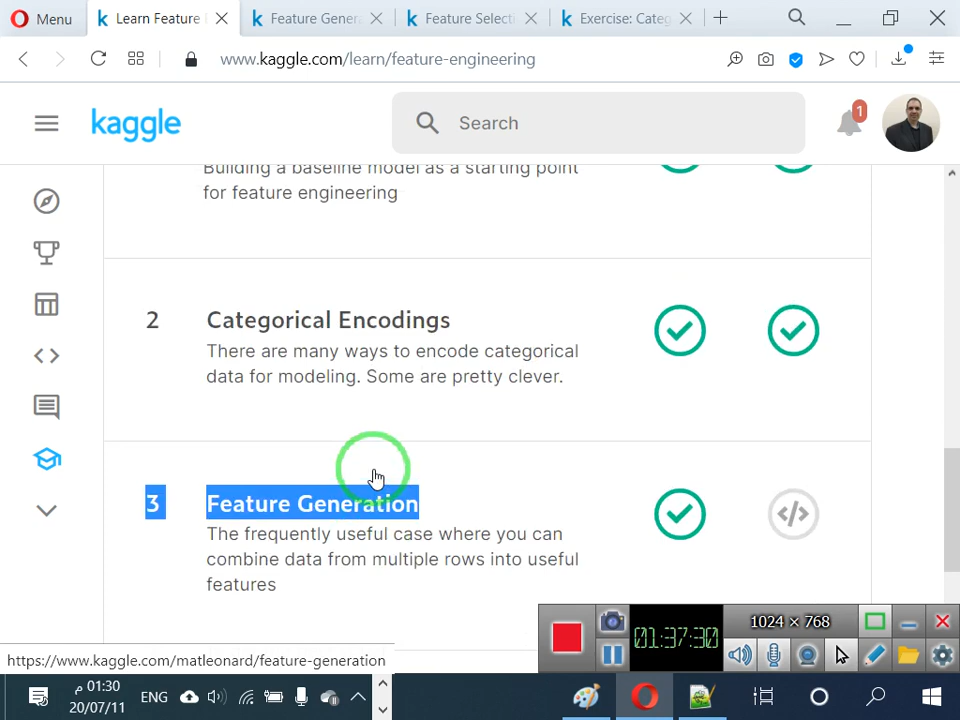 Menu
Learn Feature
Feature Gener
Feature Selecti
Exercise: Categ
www.kaggle.com/learn/feature-engineering
kaggle
Search
1
Building a baseline model as a starting point
for feature engineering
2
Categorical Encodings
There are many ways to encode categorical
data for modeling. Some are pretty clever.
3
Feature Generation
The frequently useful case where you can
combine data from multiple rows into useful
features
1024 × 768
01:37:30
https://www.kaggle.com/matleonard/feature-generation
01:30 م
20/07/11
ENG